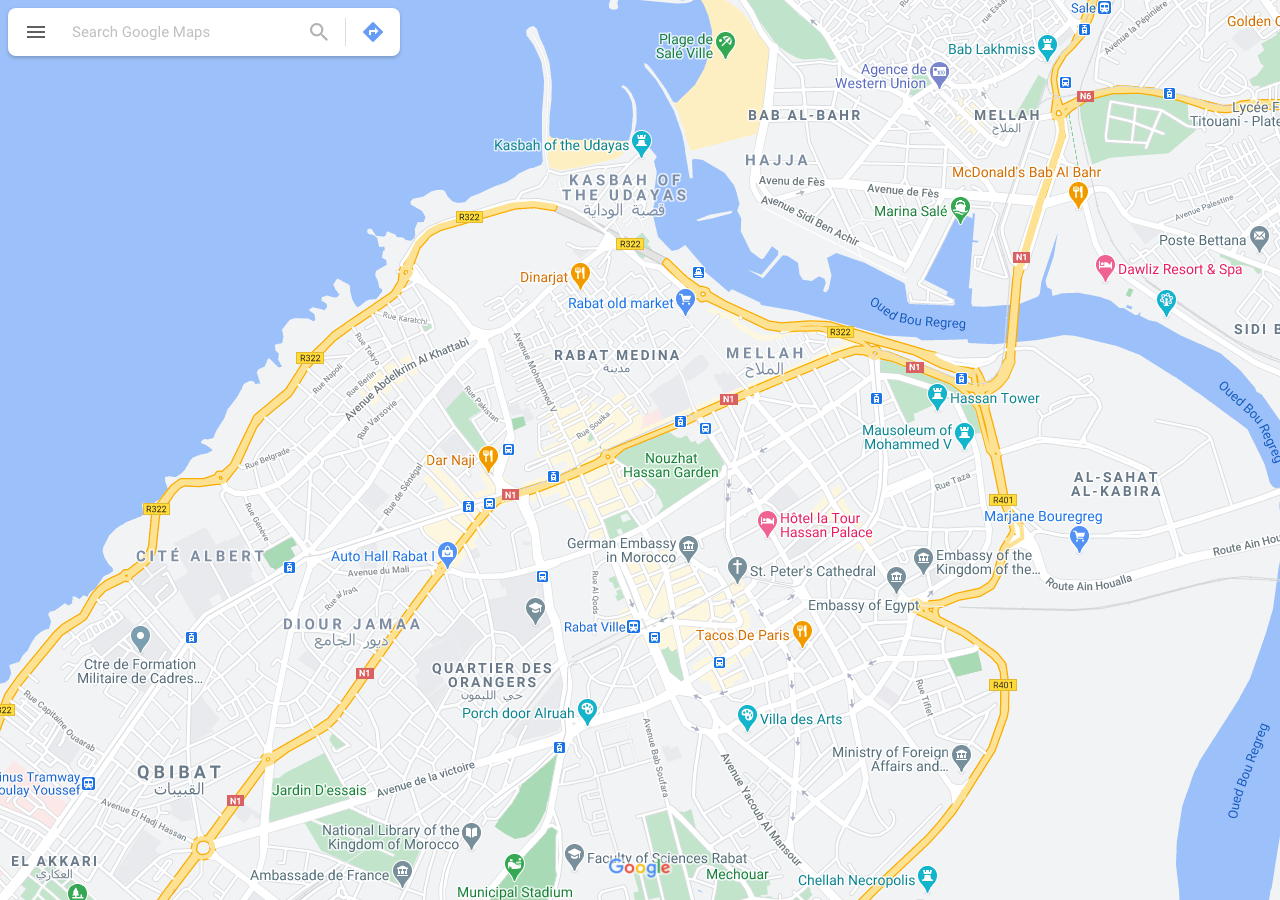 Search Google Maps
Sale
Golden C
Plage de
Salé Ville
Bab Lakhmiss
Agence de
Western Union
N6
BAB AL-BAHR
MELLAH
الملاح
Lycée F
Titouani - Plate
Kasbah of the Udayas
HAJJA
KASBAH OF
THE UDAYAS
قصبة الوداية
Avenu de Fès
Avenue de Fès
McDonald's Bab Al Bahr
Avenue Sidi Ben Achir
Marina Salé
Avenue Palestine
R322
R322
Poste Bettana
N1
Dawliz Resort & Spa
Dinarjat
Rabat old market
Oued Bou Regreg
SIDI B
Rue Karatchi
R322
Rue Tokyo
Avenue Mohammed V
RABAT MEDINA
مدينة
MELLAH
الملاح
R322
Rue Napoli
Rue Berlin
Avenue Abdelkrim Al Khattabi
N1
N1
Rue Varsovie
Rue Pakistan
Rue Souika
Hassan Tower
Oued Bou Regreg
Mausoleum of
Mohammed V
Dar Naji
Nouzhat
Hassan Garden
Rue Belgrade
Rue de Sénégal
Rue Taza
AL-SAHAT
AL-KABIRA
N1
R401
R322
Rue Génève
Hôtel la Tour
Hassan Palace
Marjane Bouregreg
CITÉ ALBERT
Auto Hall Rabat I
German Embassy
in Morocco
Route Ain Houalla
Embassy of the
Kingdom of the...
Avenue du Mali
St. Peter's Cathedral
Route Ain Hou
Rue al Iraq
Rue Al Qods
Embassy of Egypt
DIOUR JAMAA
ديور الجامع
Rabat Ville
Tacos De Paris
Ctre de Formation
Militaire de Cadres...
N1
QUARTIER DES
ORANGERS
حي الليمون
R401
Rue Tiflet
322
Rue Capitaine Ouaarab
Porch door Alruah
Villa des Arts
Avenue Bab Soufara
Ministry of Foreign
Affairs and...
Oued Bou Regreg
inus Tramway
oulay Youssef
QBIBAT
القبيبات
Avenue de la victoire
Avenue Yacoub Al Mansour
N1
Jardin D'essais
Avenue El Hadj Hassan
National Library of the
Kingdom of Morocco
EL AKKARI
العكاري
Ambassade de France
Faculty of Sciences Rabat
Google
Mechouar
Municipal Stadium
Chellah Necropolis